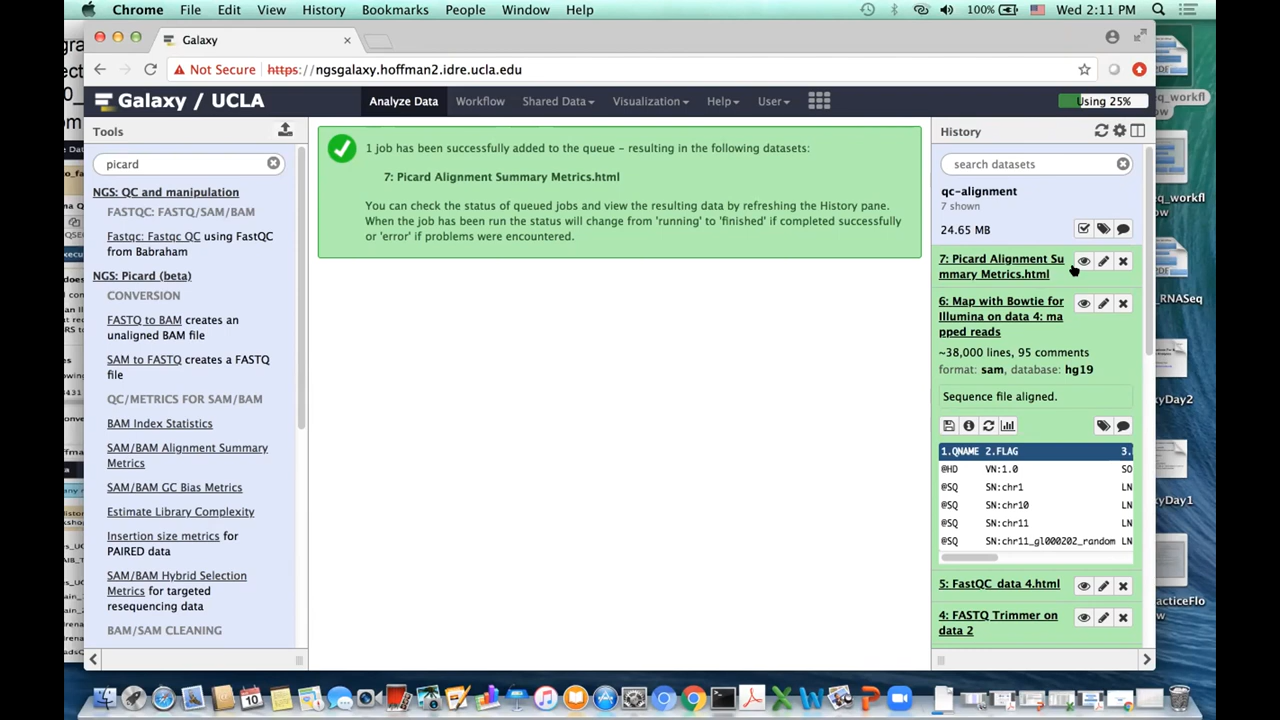 Chrome File Edit View History Bookmarks People Window Help 100% Wed 2:11 PM
Galaxy
Not Secure https://ngsgalaxy.hoffman2.idre.ucla.edu
Galaxy / UCLA Analyze Data Workflow Shared Data Visualization Help User Using 25%
Tools
picard
NGS: QC and manipulation
FASTQC: FASTQ/SAM/BAM
Fastqc: Fastqc QC using FastQC
from Babraham
NGS: Picard (beta)
CONVERSION
FASTQ to BAM creates an
unaligned BAM file
SAM to FASTQ creates a FASTQ
file
QC/METRICS FOR SAM/BAM
BAM Index Statistics
SAM/BAM Alignment Summary
Metrics
SAM/BAM GC Bias Metrics
Estimate Library Complexity
Insertion size metrics for
PAIRED data
SAM/BAM Hybrid Selection
Metrics for targeted
resequencing data
BAM/SAM CLEANING
1 job has been successfully added to the queue - resulting in the following datasets:
7: Picard Alignment Summary Metrics.html
You can check the status of queued jobs and view the resulting data by refreshing the History pane.
When the job has been run the status will change from 'running' to 'finished' if completed successfully
or 'error' if problems were encountered.
History
search datasets
qc-alignment
7 shown
24.65 MB
7: Picard Alignment Su
mmary Metrics.html
6: Map with Bowtie for
Illumina on data 4: ma
pped reads
~38,000 lines, 95 comments
format: sam, database: hg19
Sequence file aligned.
1.QNAME 2.FLAG 3.
@HD SN:1.0 SO
@SQ SN:chr1 LN
@SQ SN:chr10 LN
@SQ SN:chr11 LN
@SQ SN:chr11_gl000202_random LN
5: FastQC_data 4.html
4: FASTQ Trimmer on
data 2